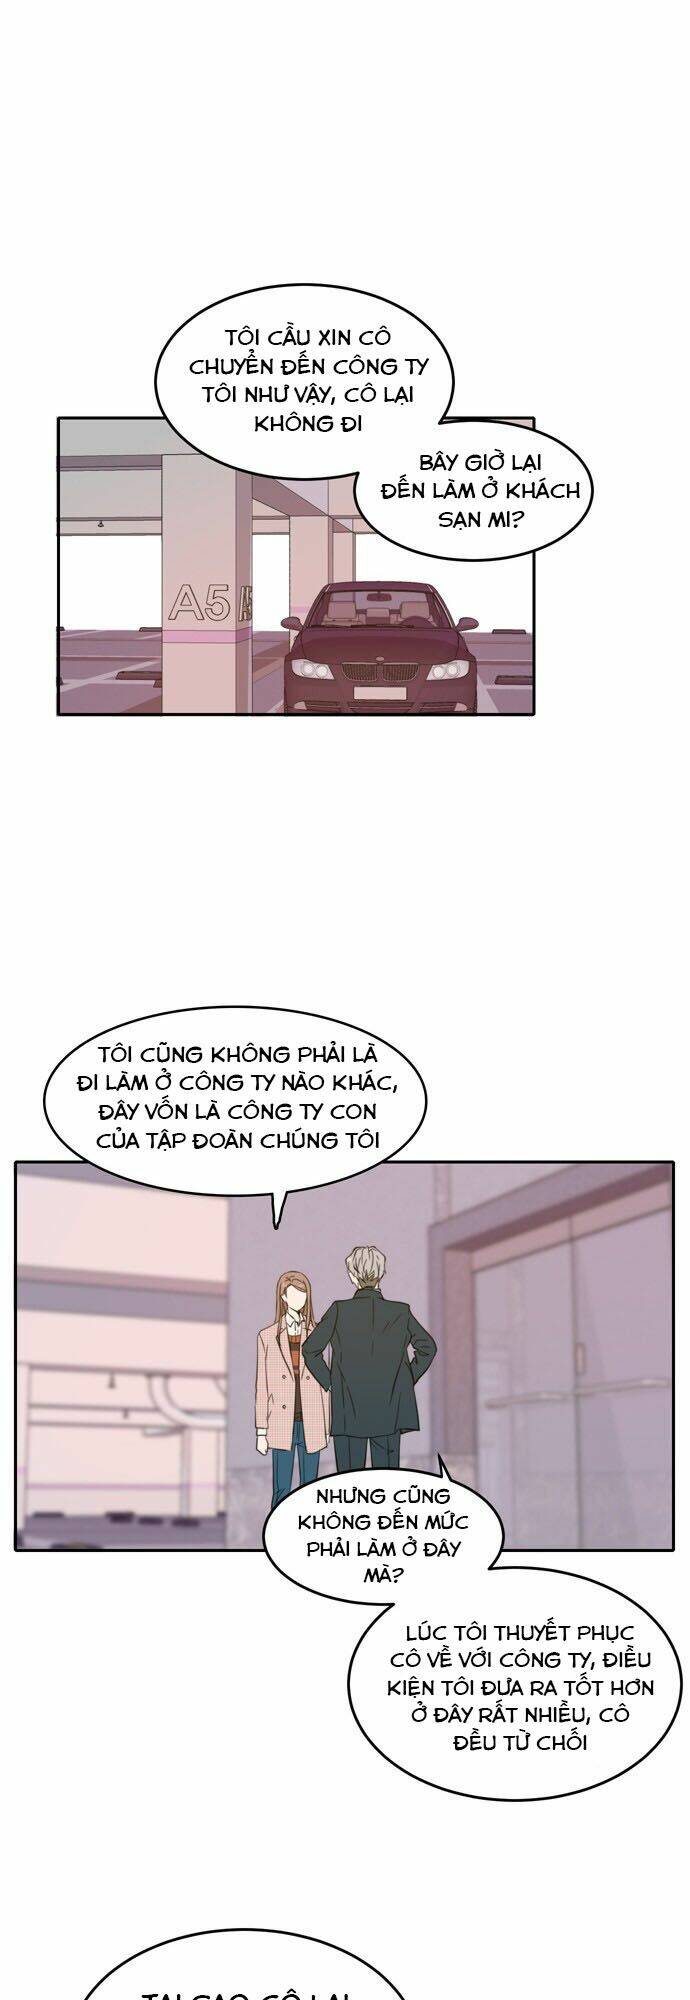 TÔI CẦU XIN CÔ
CHUYỂN ĐẾN CÔNG TY
TÔI NHƯ VẬY, CÔ LẠI
KHÔNG ĐI
BÂY GIỜ LẠI
ĐẾN LÀM Ở KHÁCH
SẠN MI?
A5
TÔI CŨNG KHÔNG PHẢI LÀ
ĐI LÀM Ở CÔNG TY NÀO KHÁC,
ĐÂY VỐN LÀ CÔNG TY CON
CỦA TẬP ĐOÀN CHÚNG TÔI
NHƯNG CŨNG
KHÔNG ĐẾN MỨC
PHẢI LÀM Ở ĐÂY
MÀ?
LÚC TÔI THUYẾT PHỤC
CÔ VỀ VỚI CÔNG TY, ĐIỀU
KIỆN TÔI ĐƯA RA TỐT HƠN
Ở ĐÂY RẤT NHIỀU, CÔ
ĐỀU TỪ CHỐI